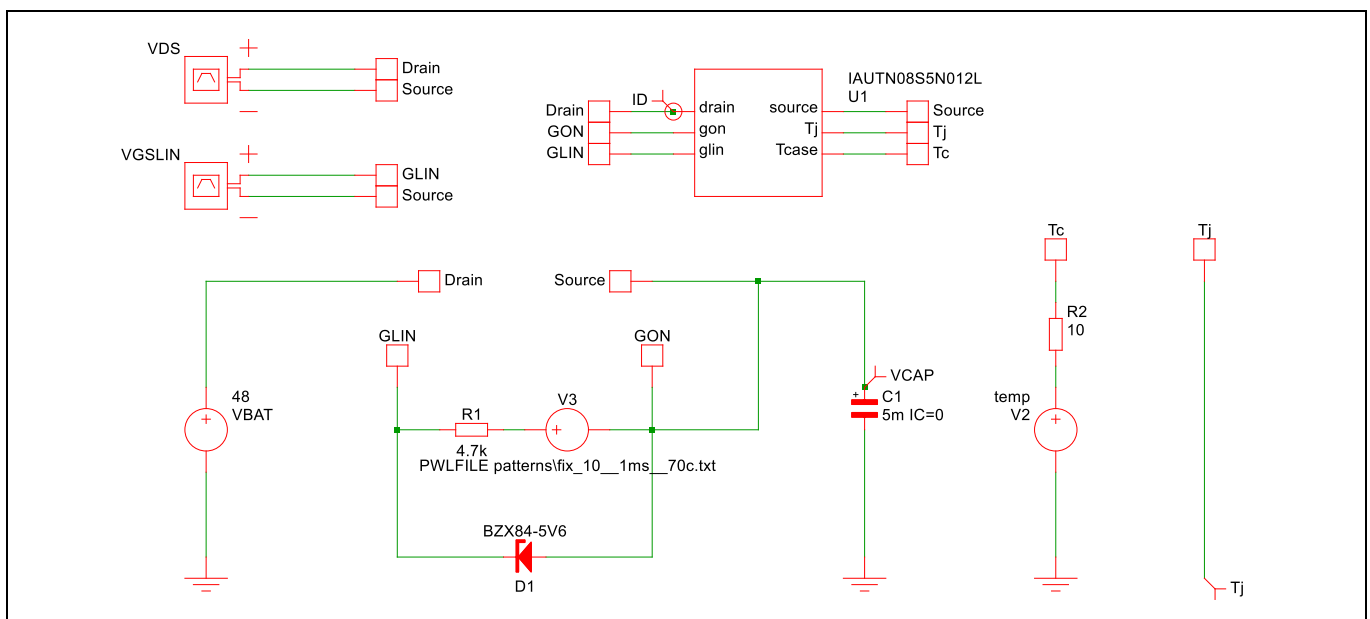 VDS
Drain
Source
VGSLIN
GLIN
Source
IAUTN08S5N012L
U1
ID
Drain
GON
GLIN
drain
gon
glin
source
Tj
Tcase
Source
Tj
Tc
Drain
Source
Tc
Tj
GLIN
GON
48
VBAT
R1
4.7k
V3
PWLFILE patterns\fix_10__1ms__70c.txt
VCAP
C1
5m IC=0
R2
10
temp
V2
BZX84-5V6
D1
Tj